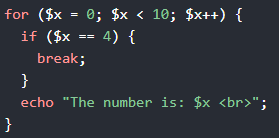 for ($x = 0; $x < 10; $x++) {
  if ($x == 4) {
    break;
  }
  echo "The number is: $x <br>";
}